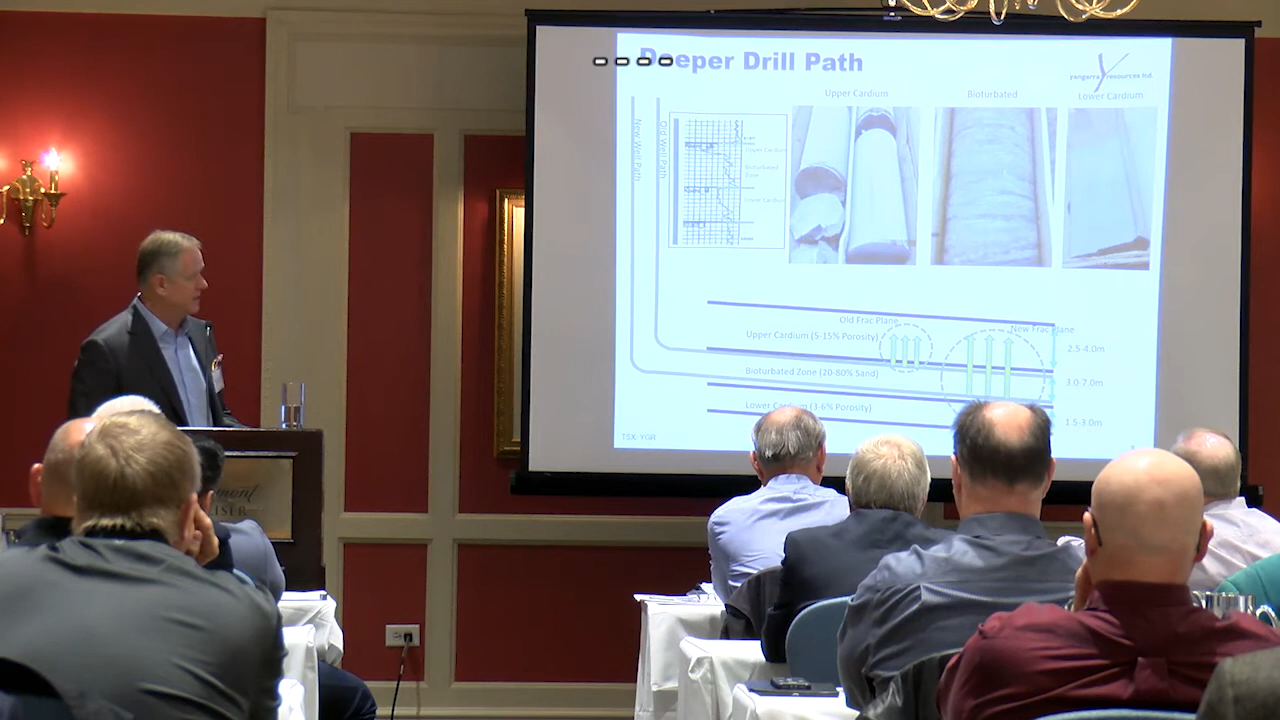 Deeper Drill Path
yangarra resources ltd.
Upper Cardium
Bioturbated
Lower Cardium
New Well Path
Old Well Path
Upper Cardium
Bioturbated
Zone
Lower Cardium
Old Frac Plane
New Frac Plane
Upper Cardium (5-15% Porosity)
2.5-4.0m
Bioturbated Zone (20-80% Sand)
3.0-7.0m
Lower Cardium (3-6% Porosity)
1.5-3.0m
TSX-YGR